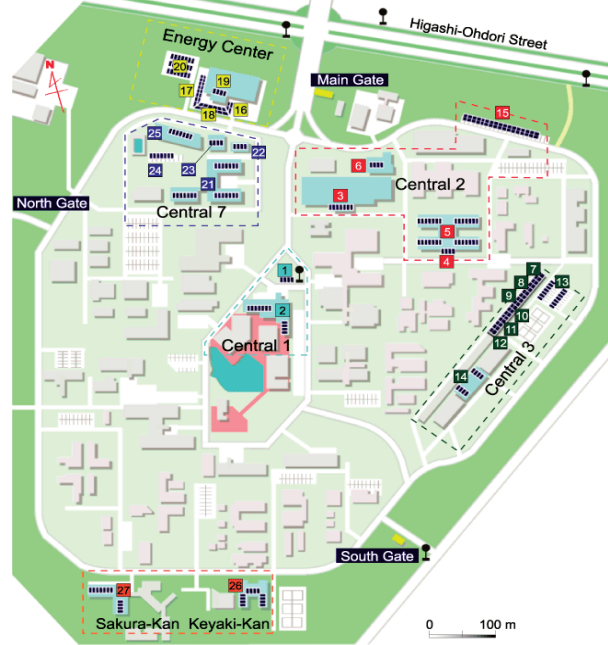 Higashi-Ohdori Street
Energy Center
20
19
17
18
16
Main Gate
15
N
25
22
23
24
21
Central 7
6
Central 2
3
5
4
North Gate
1
2
Central 1
7
8
13
9
10
11
12
14
Central 3
South Gate
27
26
Sakura-Kan
Keyaki-Kan
0
100 m